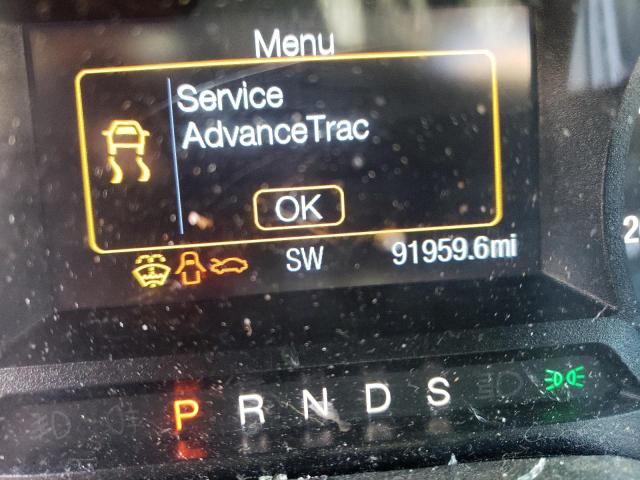 Menu
Service
AdvanceTrac
OK
SW 91959.6mi
P R N D S